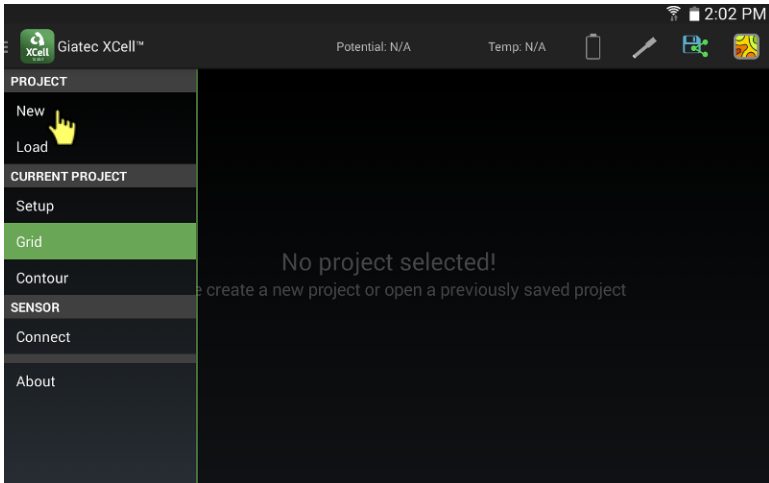 2:02 PM
XCell
Giatec XCell™
Potential: N/A
Temp: N/A
PROJECT
New
Load
CURRENT PROJECT
Setup
Grid
Contour
SENSOR
Connect
About
No project selected!
create a new project or open a previously saved project